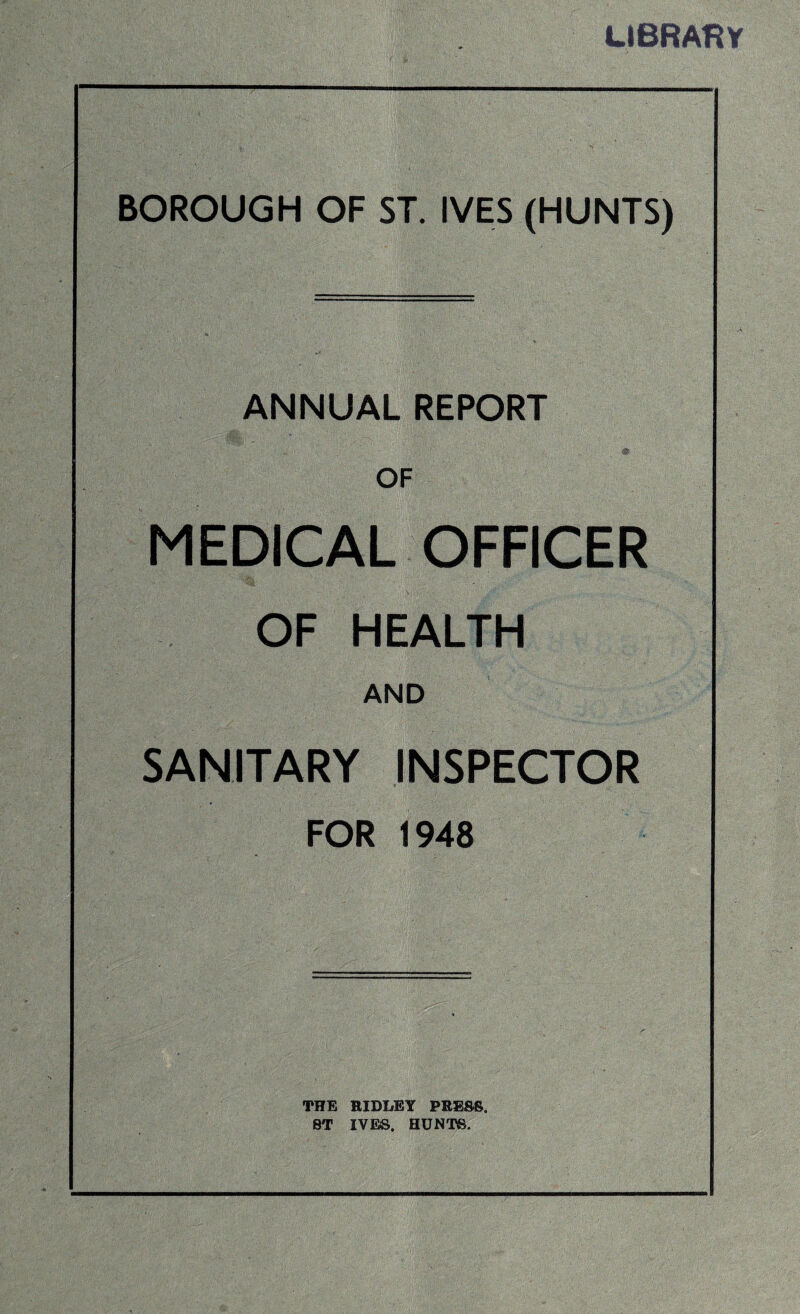 LIBRARY
BOROUGH OF ST. IVES (HUNTS)
ANNUAL REPORT
OF
MEDICAL OFFICER
OF HEALTH
AND
SANITARY INSPECTOR
FOR 1948
THE RIDLEY PRESS.
ST IVES. HUNTS.